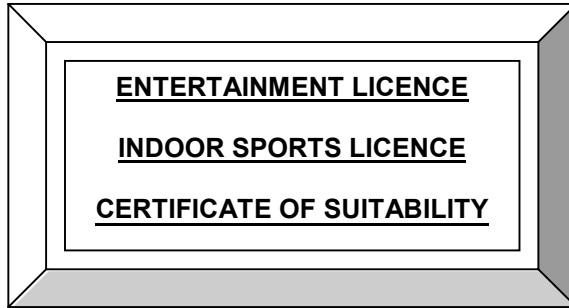 ENTERTAINMENT LICENCE
INDOOR SPORTS LICENCE
CERTIFICATE OF SUITABILITY